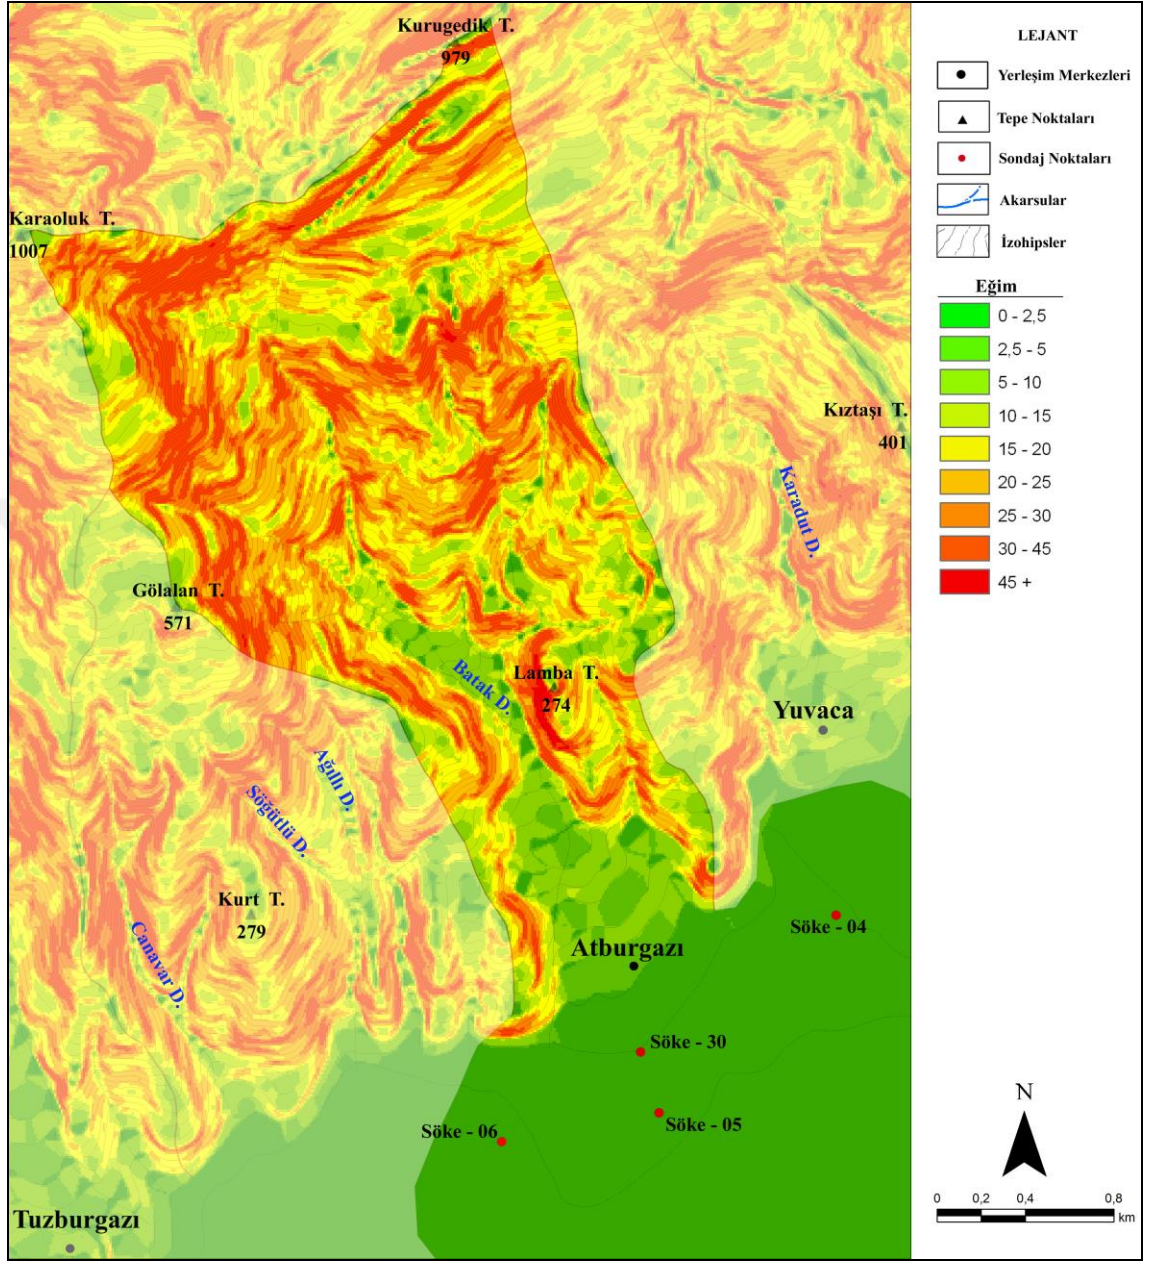 Kurugedik T.
979
Karaoluk T.
1007
Kıztaşı T.
401
Karadut D.
Gölalan T.
571
Batak D.
Lamba T.
274
Yuvaca
Ağıllı D.
Söğütlü D.
Kurt T.
279
Canavar D.
Söke - 04
Atburgazı
Söke - 30
Söke - 05
Söke - 06
Tuzburgazı
LEJANT
Yerleşim Merkezleri
Tepe Noktaları
Sondaj Noktaları
Akarsular
İzohipsler
Eğim
0 - 2,5
2,5 - 5
5 - 10
10 - 15
15 - 20
20 - 25
25 - 30
30 - 45
45 +
N
0 0,2 0,4 0,8
km